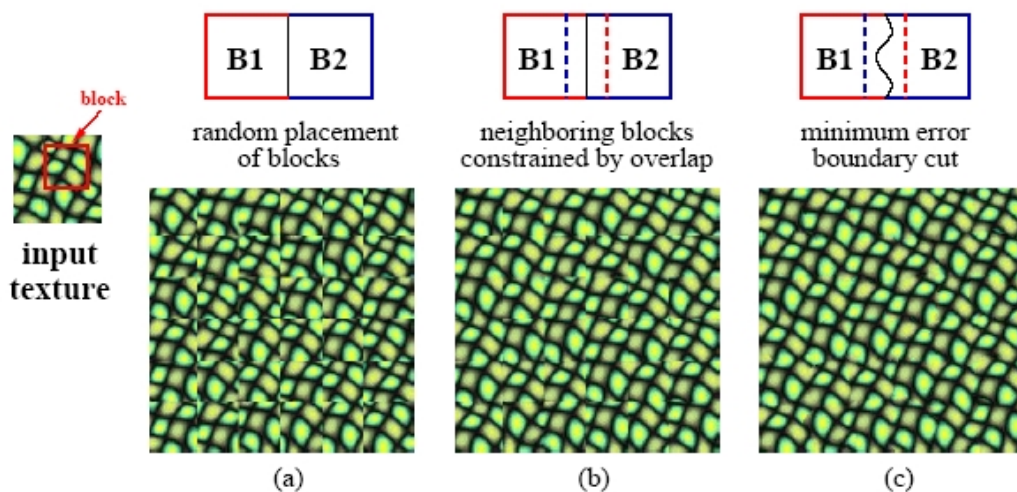 B1 B2
B1 B2
B1 B2
block
random placement
of blocks
neighboring blocks
constrained by overlap
minimum error
boundary cut
input
texture
(a)
(b)
(c)